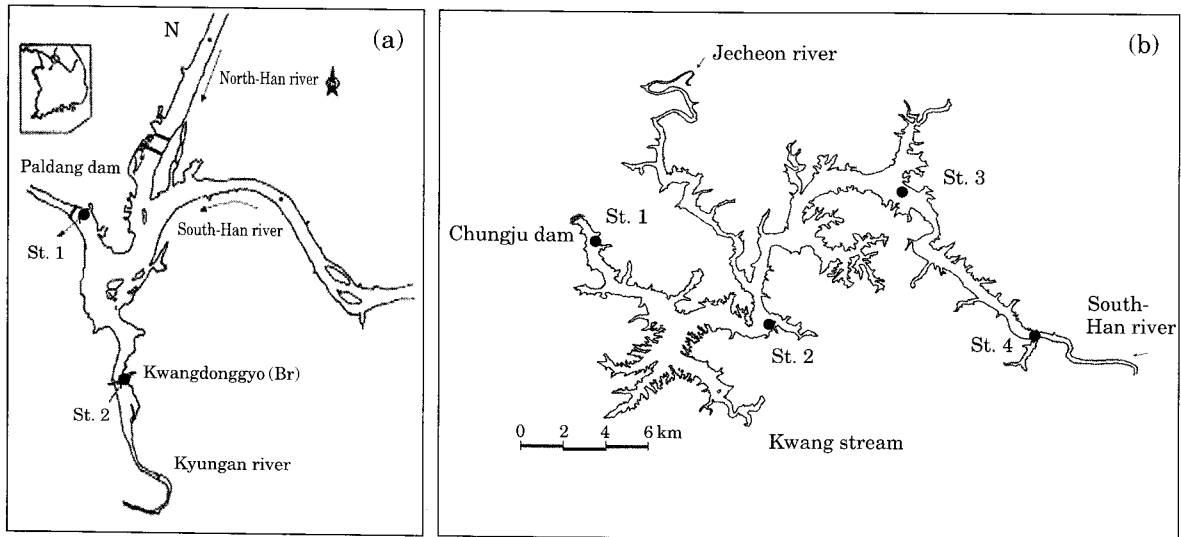 (a)
N
North-Han river
Paldang dam
St. 1
South-Han river
Kwangdonggyo (Br)
St. 2
Kyungan river
(b)
Jecheon river
St. 3
St. 1
Chungju dam
South-
Han river
St. 4
St. 2
0 2 4 6 km
Kwang stream